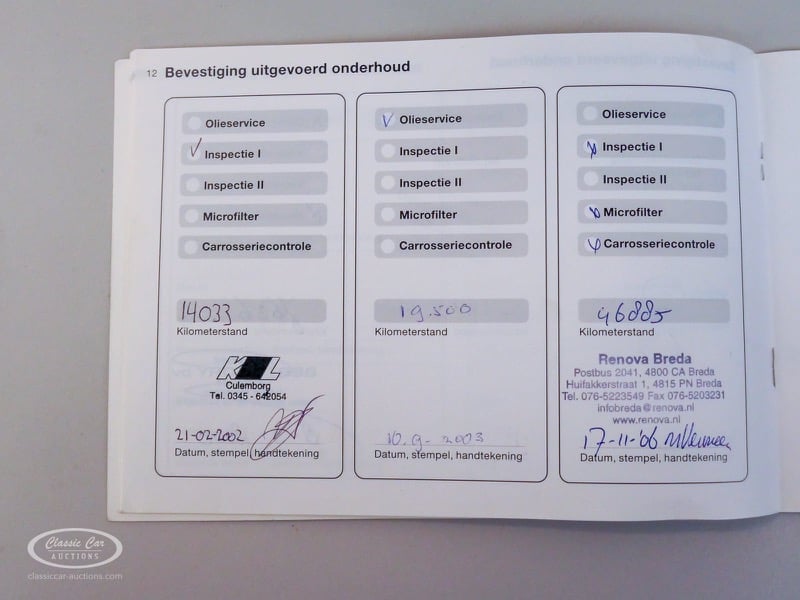 12 Bevestiging uitgevoerd onderhoud
Olieservice
Inspectie I
Inspectie II
Microfilter
Carrosseriecontrole
14033
Kilometerstand
Culemborg
Tel. 0345 - 642054
21-02-2002
Datum, stempel, handtekening
Olieservice
Inspectie I
Inspectie II
Microfilter
Carrosseriecontrole
19.500
Kilometerstand
10.9-2003
Datum, stempel, handtekening
Olieservice
Inspectie I
Inspectie II
Microfilter
Carrosseriecontrole
46885
Kilometerstand
Renova Breda
Postbus 2041, 4800 CA Breda
Huifakkerstraat 1, 4815 PN Breda
Tel. 076-5223549 Fax 076-5203231
infobreda@renova.nl
www.renova.nl
17-11-'06
Datum, stempel, handtekening
Classic Car
AUCTIONS
classiccar-auctions.com